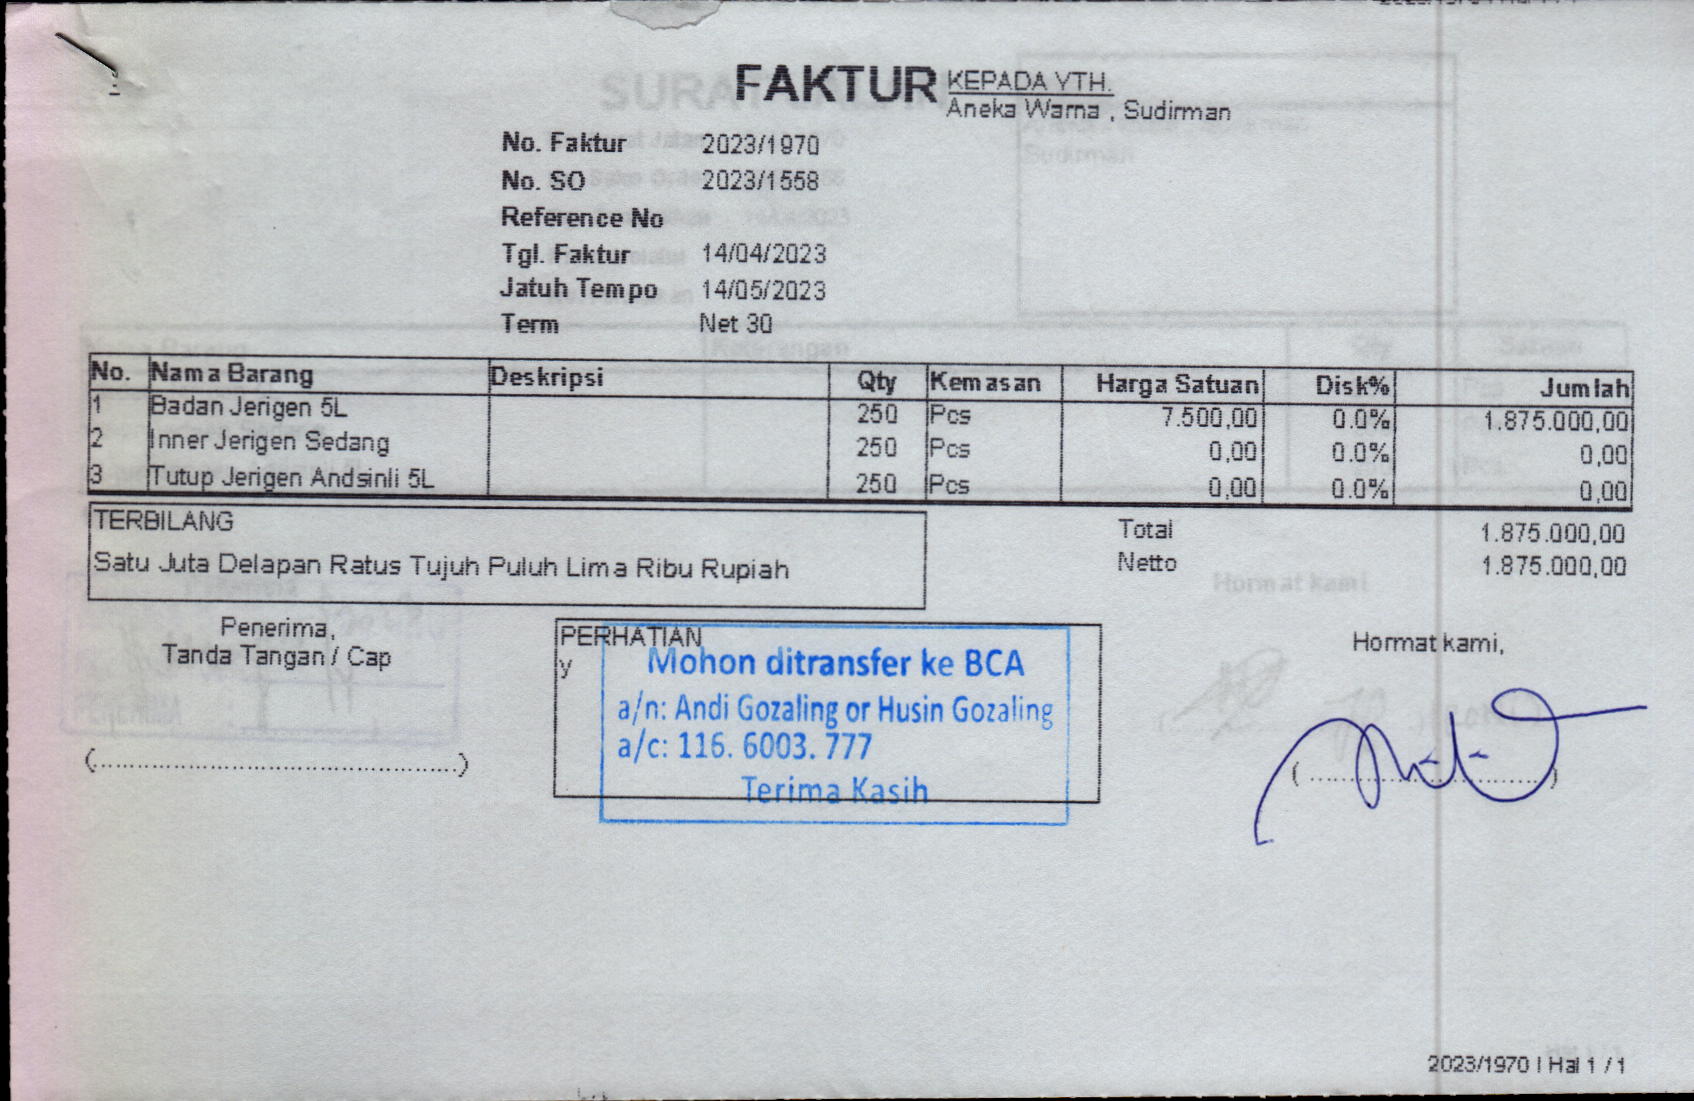 FAKTUR
KEPADA YTH.
Aneka Warna , Sudirman
No. Faktur 2023/1970
No. SO 2023/1558
Reference No
Tgl. Faktur 14/04/2023
Jatuh Tempo 14/05/2023
Term Net 30
No. Nama Barang Deskripsi Qty Kemasan Harga Satuan Disk% Jumlah
1 Badan Jerigen 5L 250 Pcs 7.500,00 0.0% 1.875.000,00
2 Inner Jerigen Sedang 250 Pcs 0,00 0.0% 0,00
3 Tutup Jerigen Andsinli 5L 250 Pcs 0,00 0.0% 0,00
TERBILANG
Satu Juta Delapan Ratus Tujuh Puluh Lima Ribu Rupiah
Total 1.875.000,00
Netto 1.875.000,00
Penerima,
Tanda Tangan / Cap
(............................................)
PERHATIAN
y
Mohon ditransfer ke BCA
a/n: Andi Gozaling or Husin Gozaling
a/c: 116. 6003. 777
Terima Kasih
Hormat kami,
2023/1970 | Hal 1 / 1